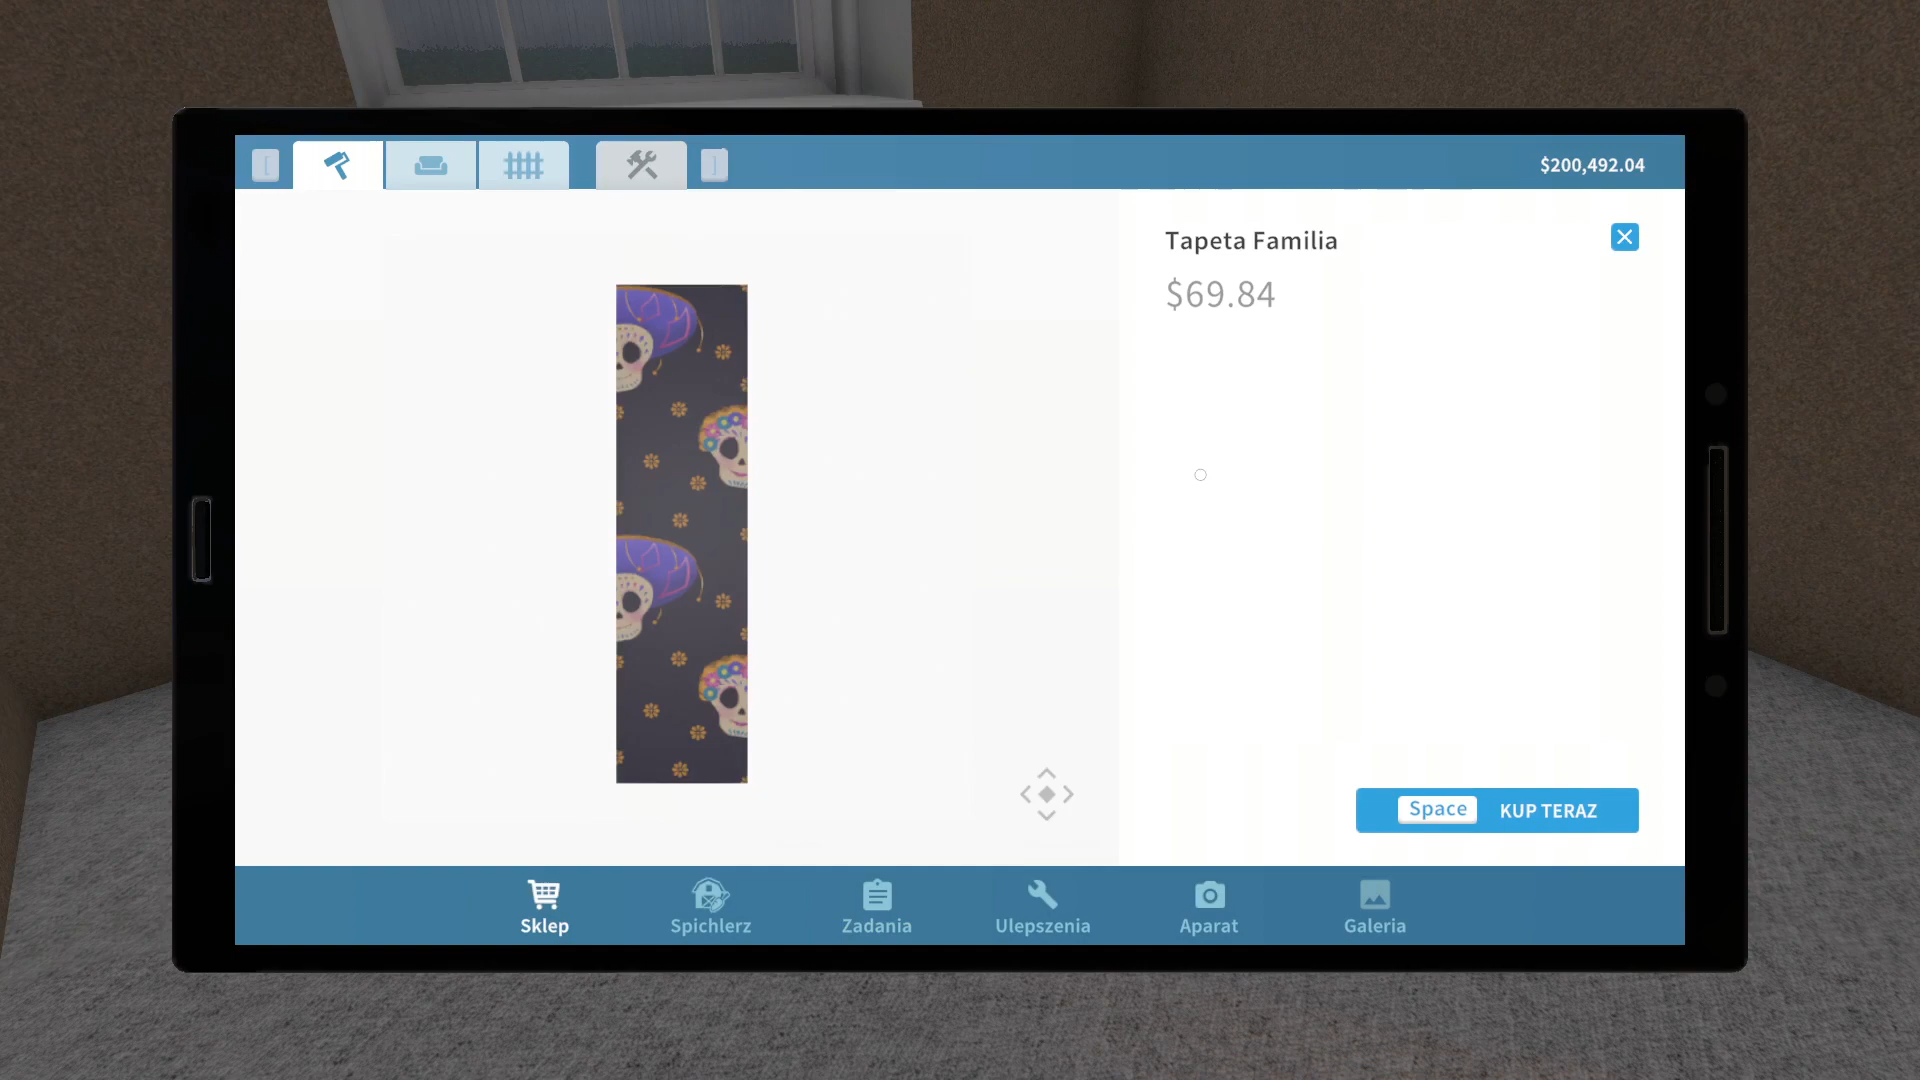 [
]
$200,492.04
Tapeta Familia
$69.84
Space KUP TERAZ
Sklep
Spichlerz
Zadania
Ulepszenia
Aparat
Galeria